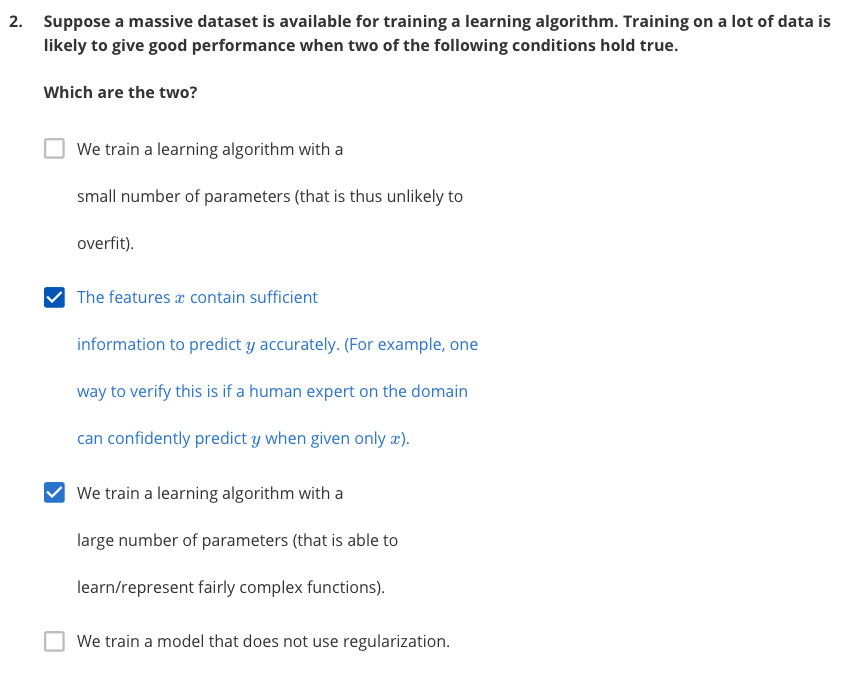 2. Suppose a massive dataset is available for training a learning algorithm. Training on a lot of data is
likely to give good performance when two of the following conditions hold true.
Which are the two?
We train a learning algorithm with a
small number of parameters (that is thus unlikely to
overfit).
The features x contain sufficient
information to predict y accurately. (For example, one
way to verify this is if a human expert on the domain
can confidently predict y when given only x).
We train a learning algorithm with a
large number of parameters (that is able to
learn/represent fairly complex functions).
We train a model that does not use regularization.